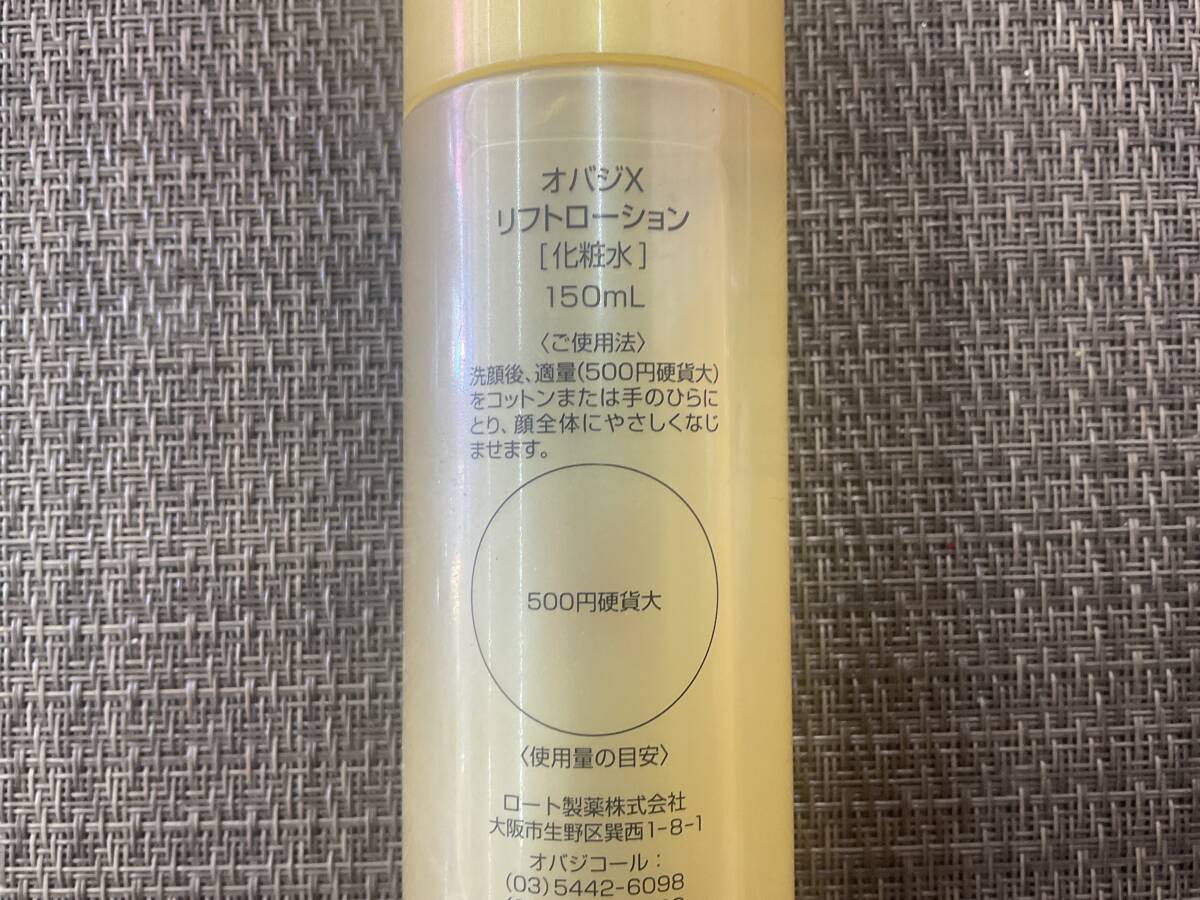 オバジX
リフトローション
[化粧水]
150mL
〈ご使用法〉
洗顔後、適量(500円硬貨大)
をコットンまたは手のひらに
とり、顔全体にやさしくなじ
ませます。
500円硬貨大
〈使用量の目安〉
ロート製薬株式会社
大阪市生野区巽西1-8-1
オバジコール：
(03)5442-6098